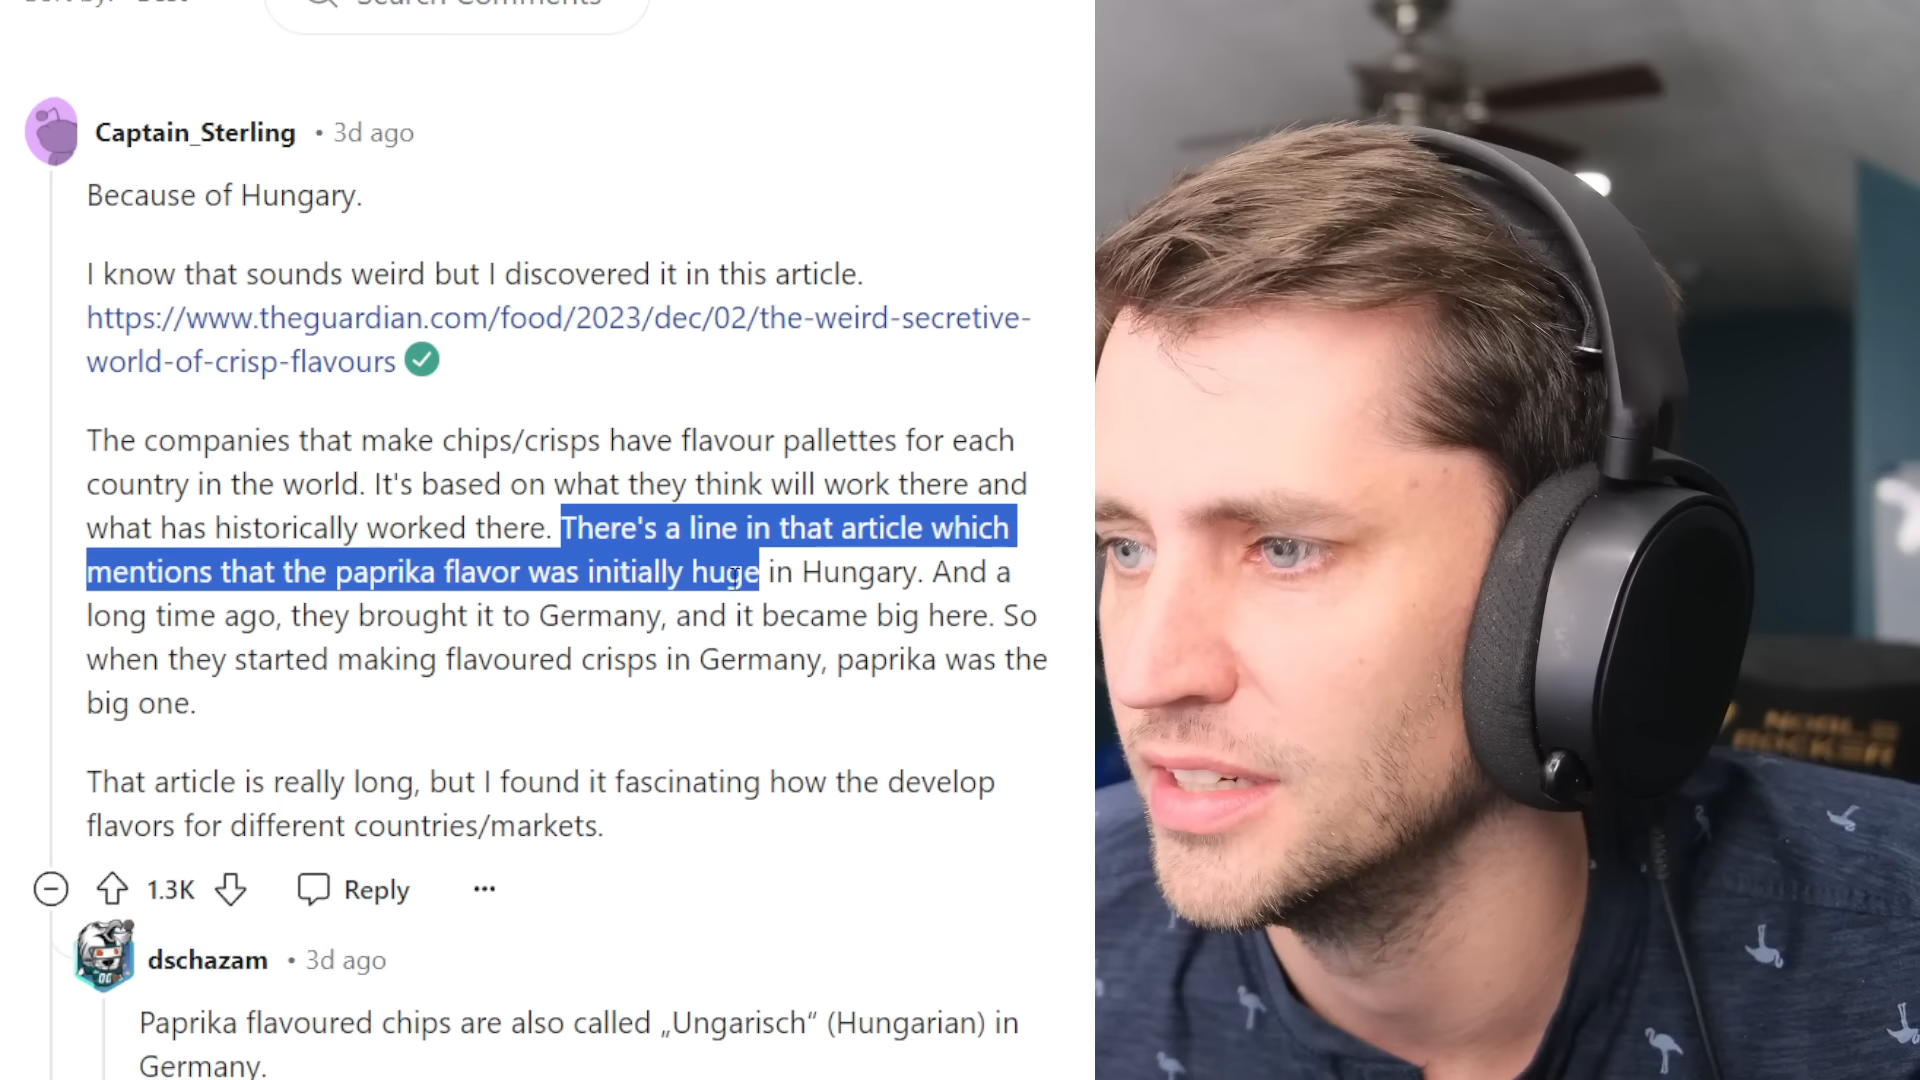 Sort by: Best
Search Comments
Captain_Sterling • 3d ago
Because of Hungary.
I know that sounds weird but I discovered it in this article.
https://www.theguardian.com/food/2023/dec/02/the-weird-secretive-
world-of-crisp-flavours
The companies that make chips/crisps have flavour pallettes for each
country in the world. It's based on what they think will work there and
what has historically worked there. There's a line in that article which
mentions that the paprika flavor was initially huge in Hungary. And a
long time ago, they brought it to Germany, and it became big here. So
when they started making flavoured crisps in Germany, paprika was the
big one.
That article is really long, but I found it fascinating how the develop
flavors for different countries/markets.
1.3K Reply ...
dschazam • 3d ago
Paprika flavoured chips are also called „Ungarisch“ (Hungarian) in
Germany.
NOBLE